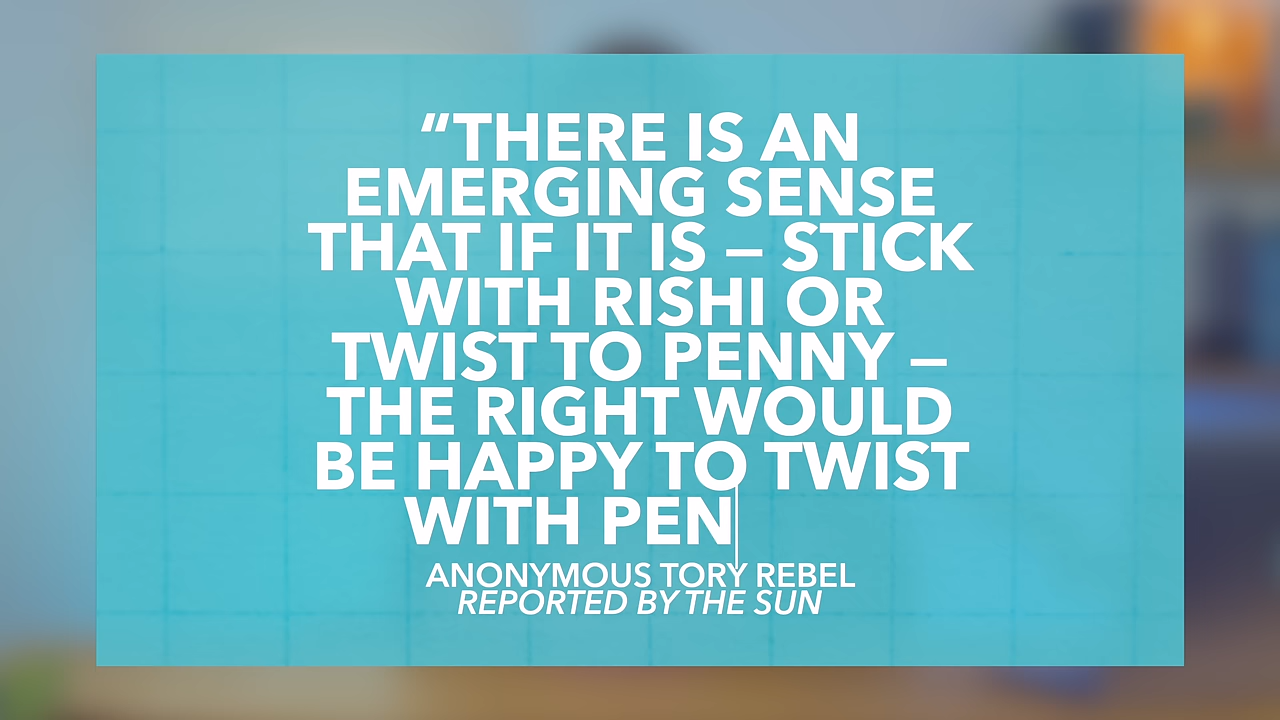 “THERE IS AN
EMERGING SENSE
THAT IF IT IS – STICK
WITH RISHI OR
TWIST TO PENNY –
THE RIGHT WOULD
BE HAPPY TO TWIST
WITH PEN
ANONYMOUS TORY REBEL
REPORTED BY THE SUN